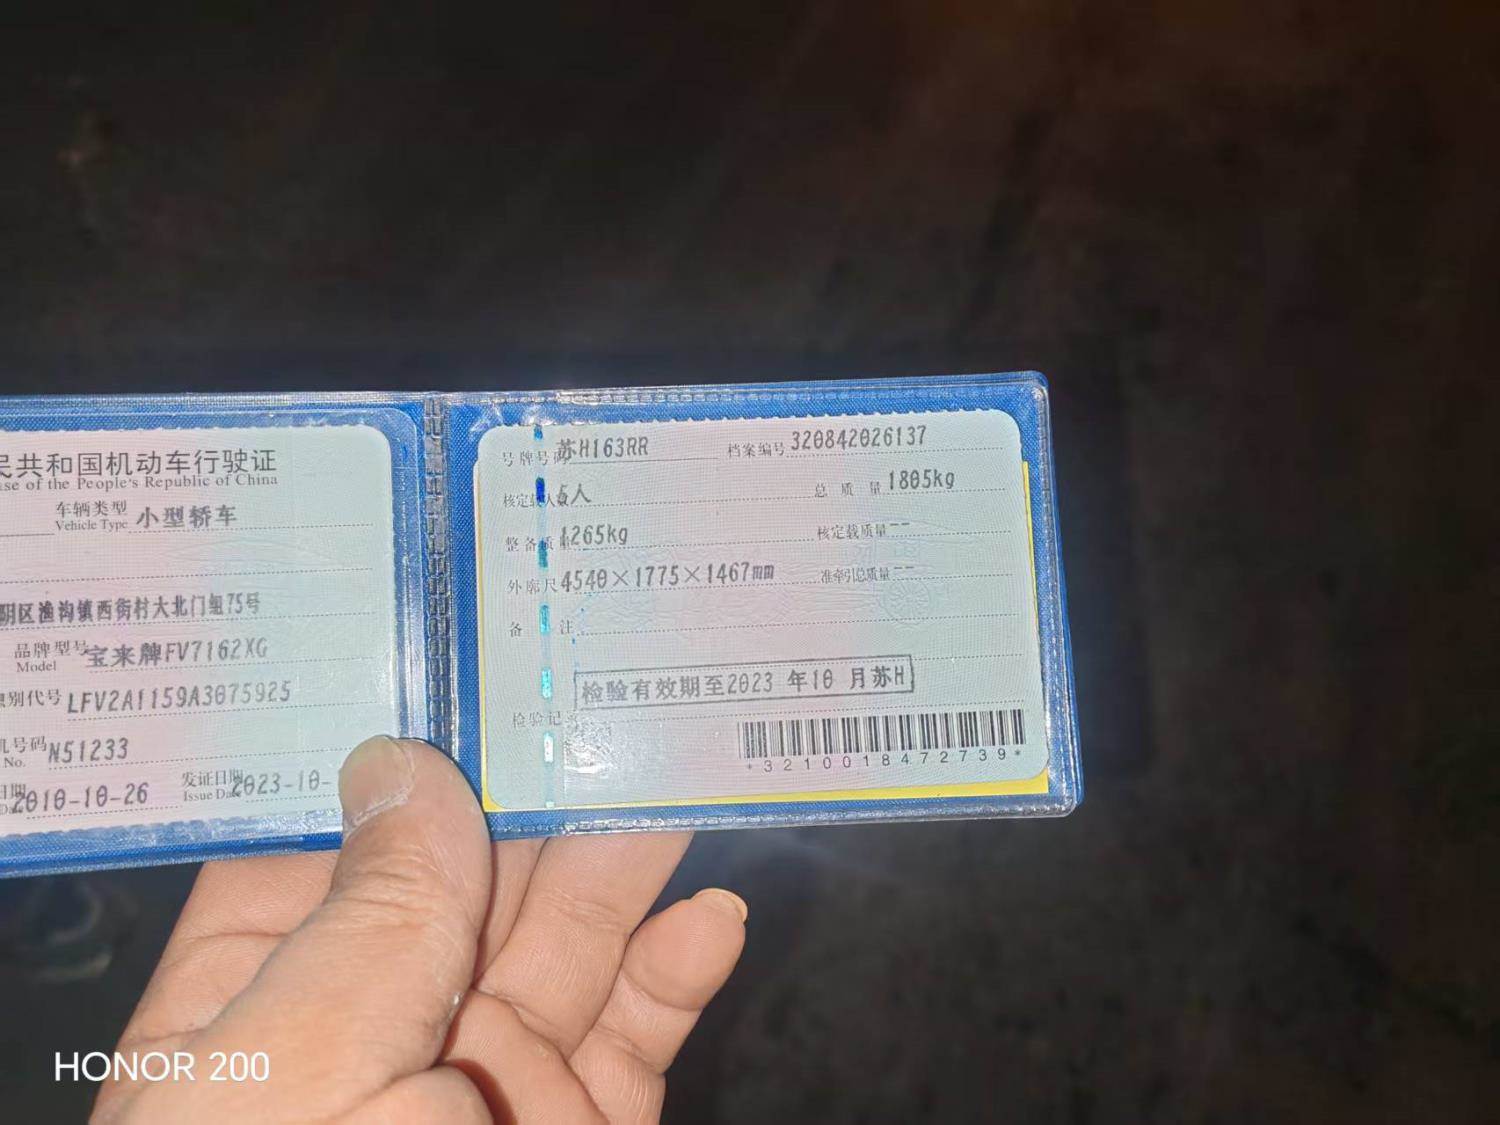 民共和国机动车行驶证
se of the People's Republic of China
车辆类型 小型轿车
Vehicle Type
阴区渔沟镇西街村大北门组75号
品牌型号 宝来牌FV7162XG
Model
别代号 LFV2A1159A3075925
机号码 N51233
No.
日期 2010-10-26 发证日期 2023-10-
Issue Date
号牌号码 苏H163RR 档案编号 320842026137
核定载人数 5人 总质量 1805kg
整备质量 1265kg 核定载质量 --
外廓尺 4540×1775×1467mm 准牵引总质量 --
备注
检验有效期至2023年10月苏H
检验记
*3210018472739*
HONOR 200